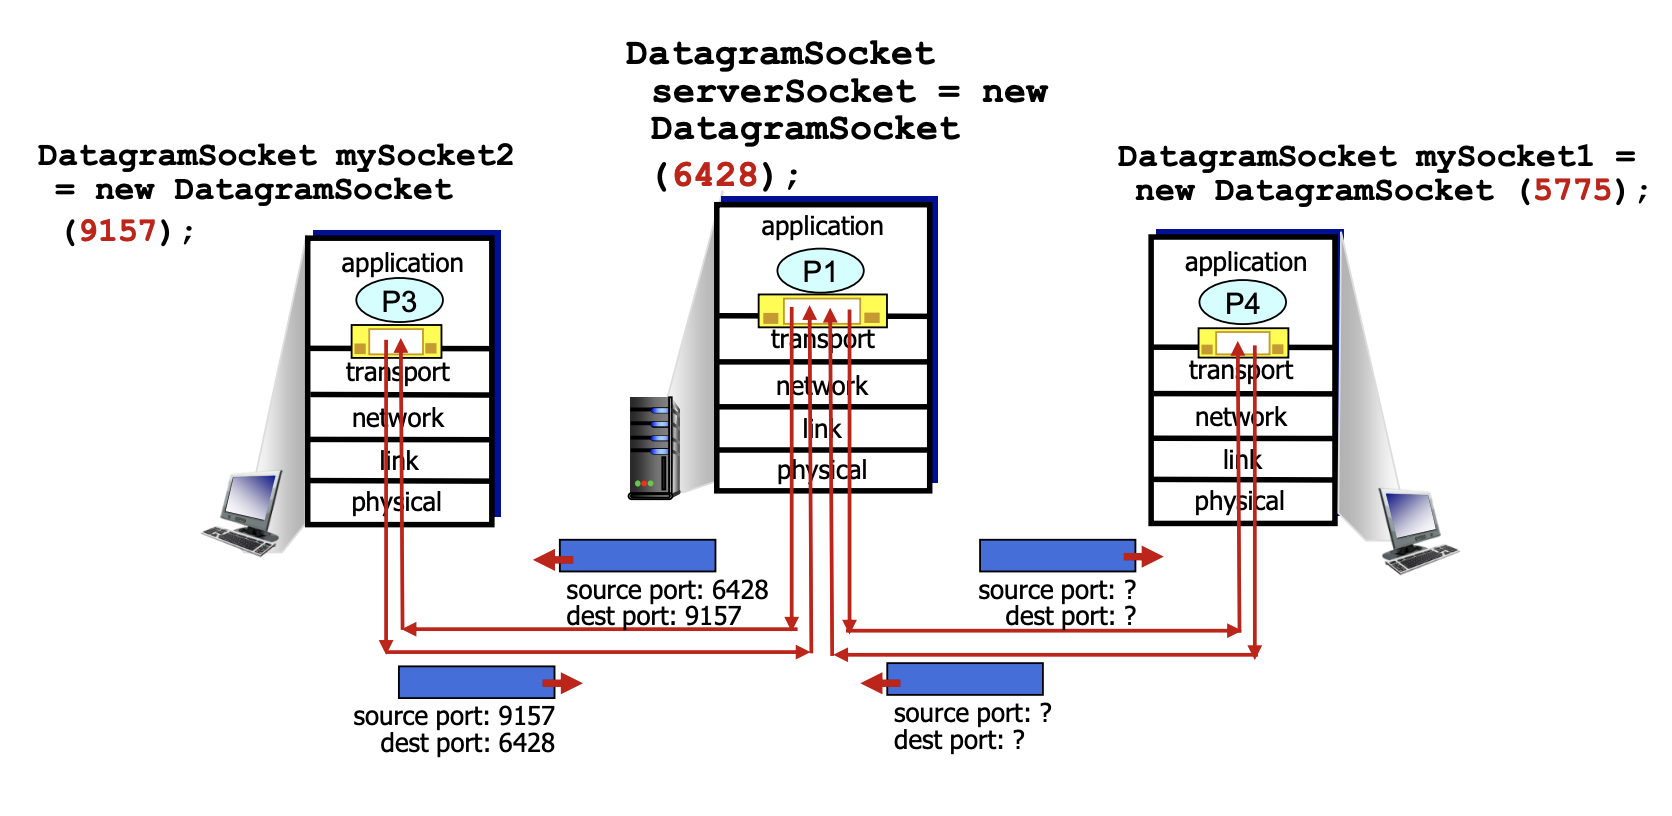 DatagramSocket
serverSocket = new
DatagramSocket
(6428);
DatagramSocket mySocket2
= new DatagramSocket
(9157);
DatagramSocket mySocket1 =
new DatagramSocket (5775);
application
P3
transport
network
link
physical
application
P1
transport
network
link
physical
application
P4
transport
network
link
physical
source port: 6428
dest port: 9157
source port: ?
dest port: ?
source port: 9157
dest port: 6428
source port: ?
dest port: ?